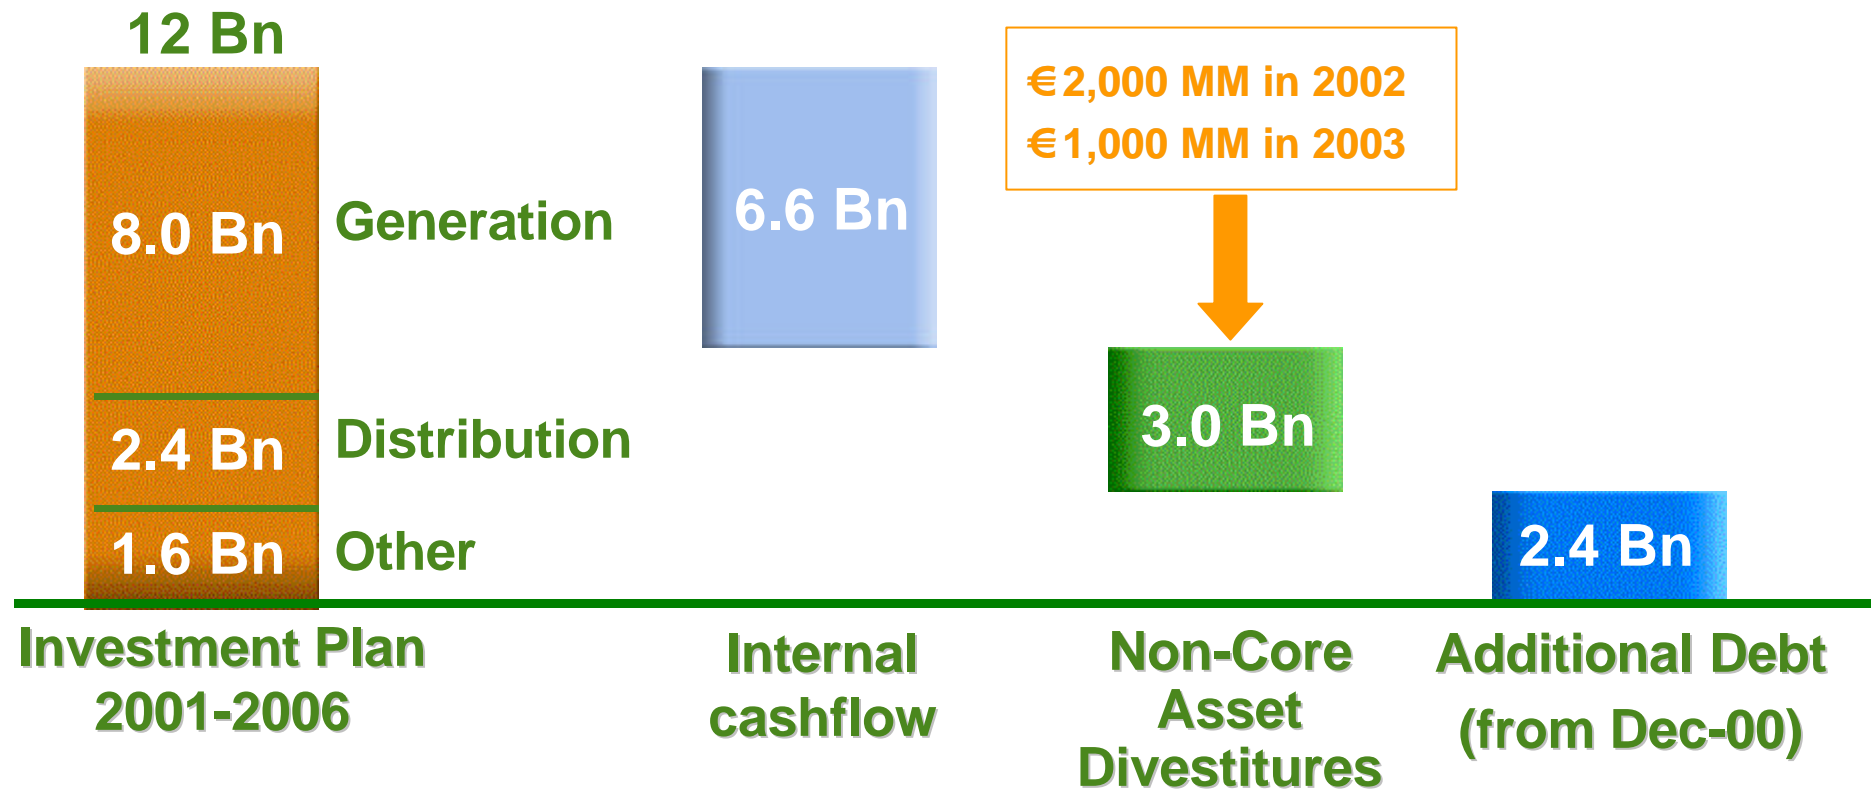 12 Bn
8.0 Bn
Generation
2.4 Bn
Distribution
1.6 Bn
Other
Investment Plan
2001-2006
6.6 Bn
Internal
cashflow
€2,000 MM in 2002
€1,000 MM in 2003
3.0 Bn
Non-Core
Asset
Divestitures
2.4 Bn
Additional Debt
(from Dec-00)